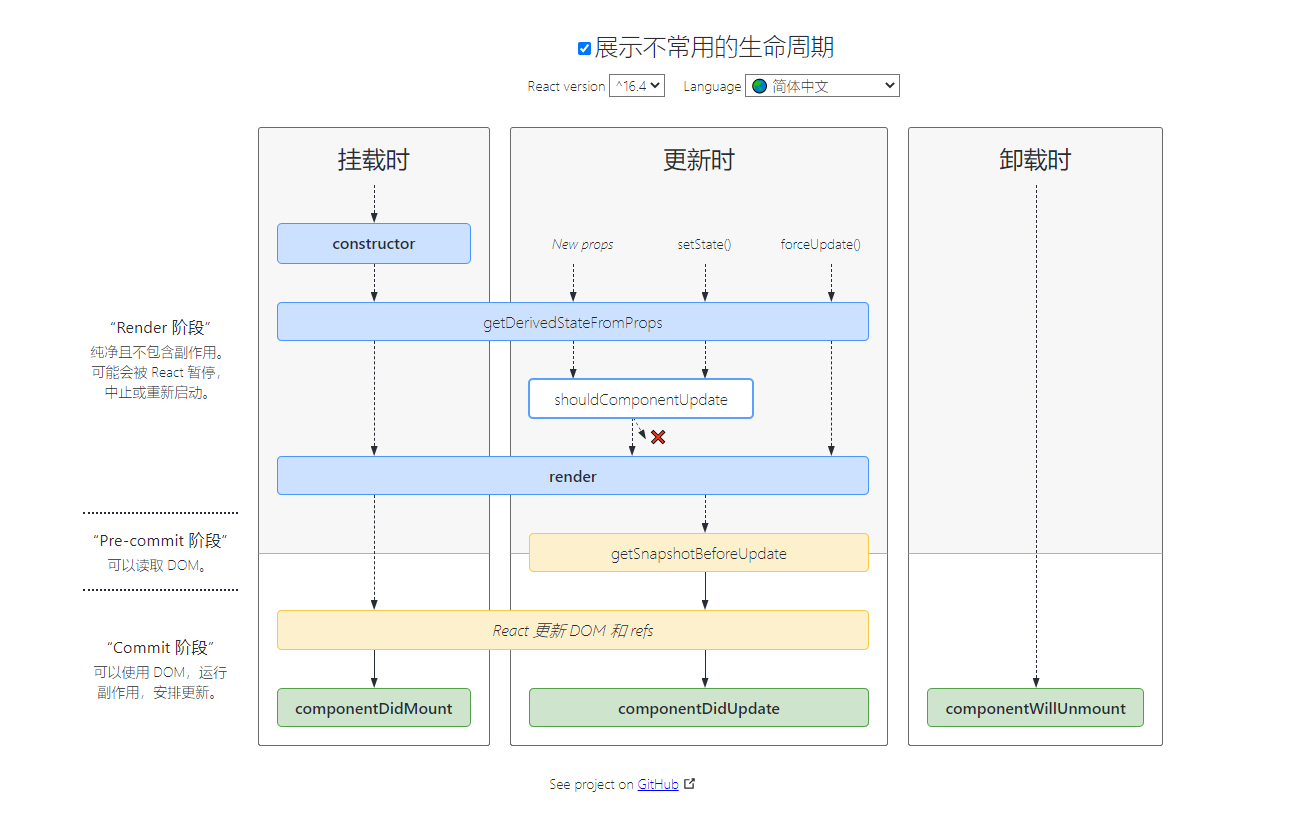 展示不常用的生命周期
React version ^16.4 Language 简体中文
挂载时
更新时
卸载时
constructor
New props
setState()
forceUpdate()
“Render 阶段”
纯净且不包含副作用。
可能会被 React 暂停，
中止或重新启动。
getDerivedStateFromProps
shouldComponentUpdate
render
“Pre-commit 阶段”
可以读取 DOM。
getSnapshotBeforeUpdate
“Commit 阶段”
可以使用 DOM，运行
副作用，安排更新。
React 更新 DOM 和 refs
componentDidMount
componentDidUpdate
componentWillUnmount
See project on GitHub